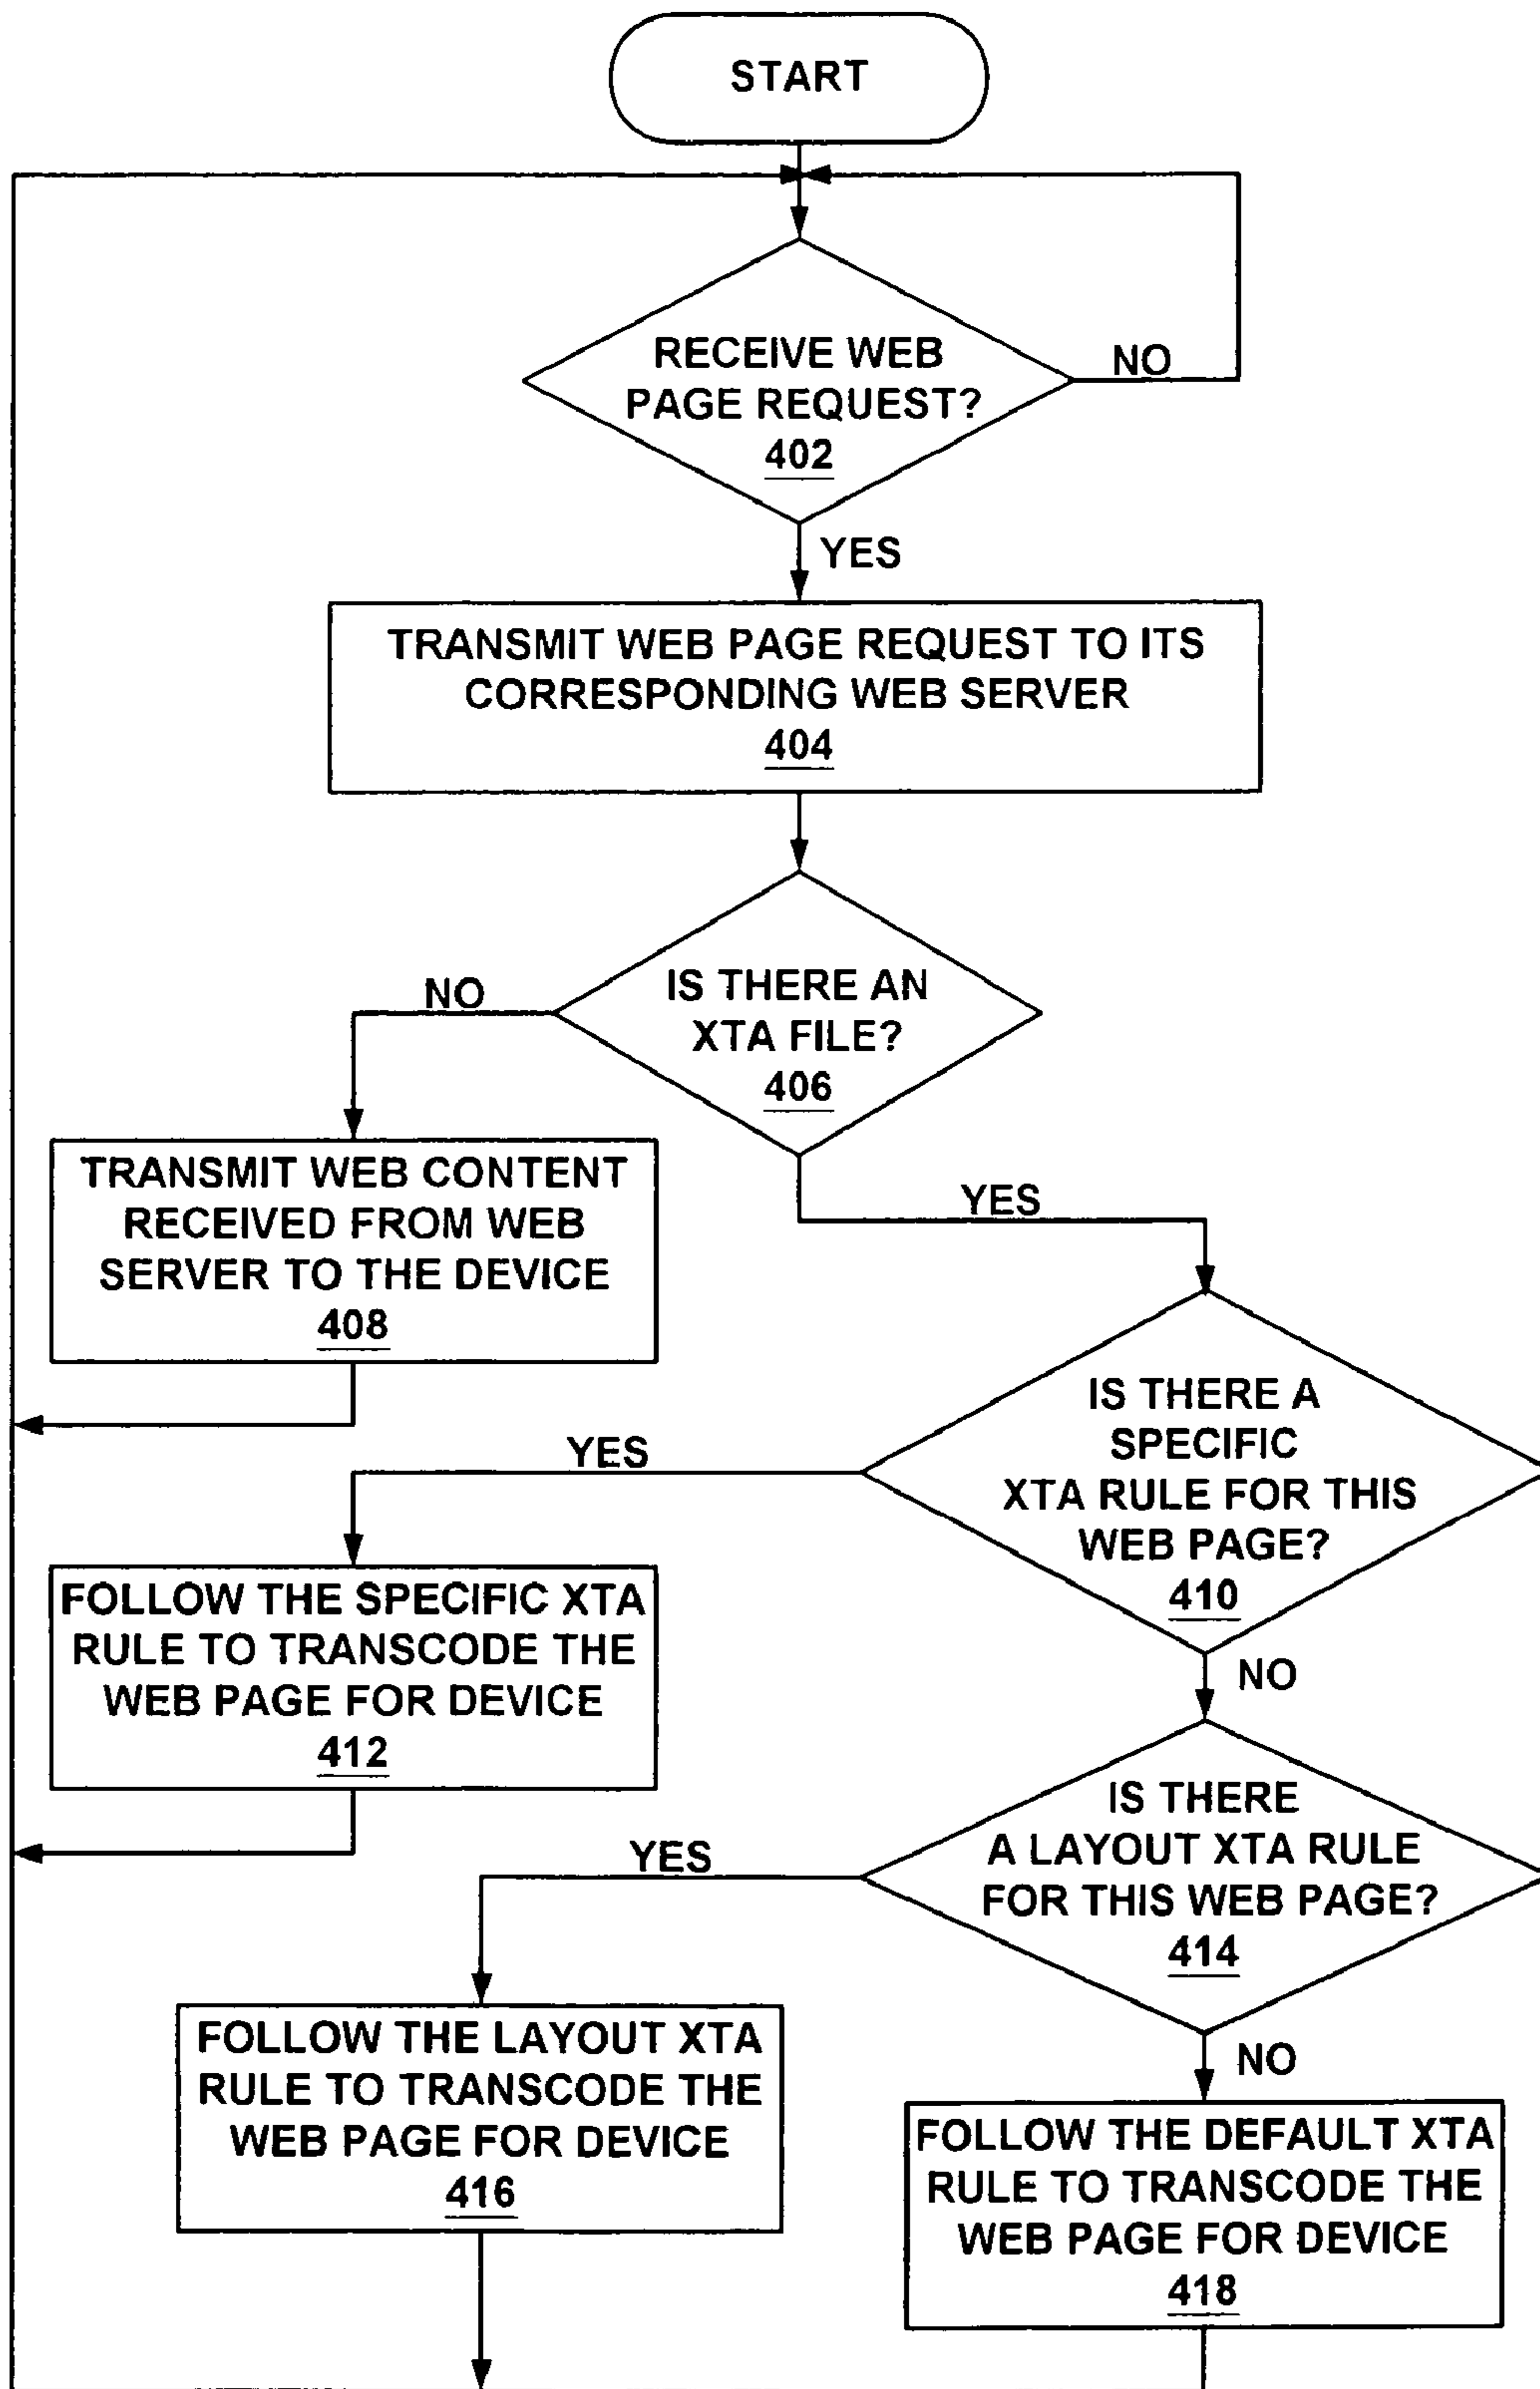 START
RECEIVE WEB
PAGE REQUEST?
402
NO
YES
TRANSMIT WEB PAGE REQUEST TO ITS
CORRESPONDING WEB SERVER
404
IS THERE AN
XTA FILE?
406
NO
YES
TRANSMIT WEB CONTENT
RECEIVED FROM WEB
SERVER TO THE DEVICE
408
IS THERE A
SPECIFIC
XTA RULE FOR THIS
WEB PAGE?
410
YES
NO
FOLLOW THE SPECIFIC XTA
RULE TO TRANSCODE THE
WEB PAGE FOR DEVICE
412
IS THERE
A LAYOUT XTA RULE
FOR THIS WEB PAGE?
414
YES
NO
FOLLOW THE LAYOUT XTA
RULE TO TRANSCODE THE
WEB PAGE FOR DEVICE
416
FOLLOW THE DEFAULT XTA
RULE TO TRANSCODE THE
WEB PAGE FOR DEVICE
418